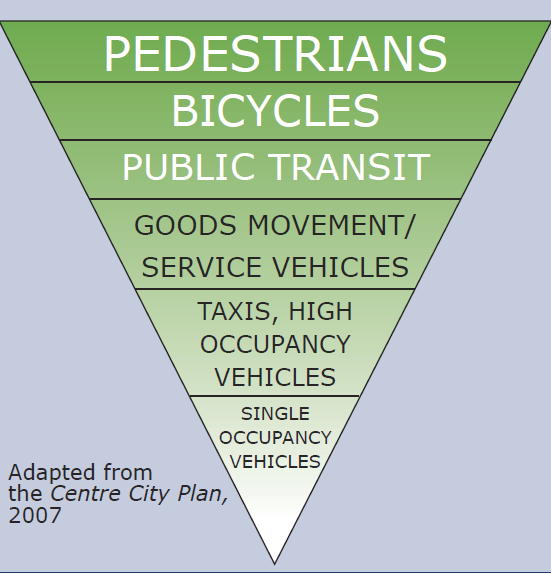 PEDESTRIANS
BICYCLES
PUBLIC TRANSIT
GOODS MOVEMENT/
SERVICE VEHICLES
TAXIS, HIGH
OCCUPANCY
VEHICLES
SINGLE
OCCUPANCY
VEHICLES
Adapted from
the Centre City Plan,
2007